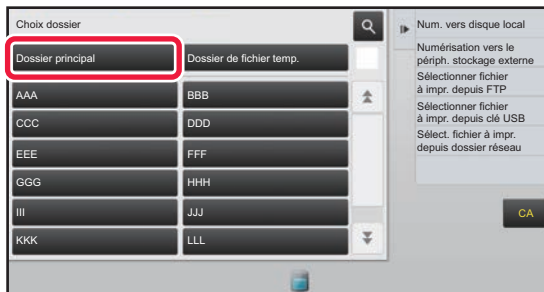 Choix dossier
Dossier principal
Dossier de fichier temp.
AAA
BBB
CCC
DDD
EEE
FFF
GGG
HHH
III
JJJ
KKK
LLL
Num. vers disque local
Numérisation vers le
périph. stockage externe
Sélectionner fichier
à impr. depuis FTP
Sélectionner fichier
à impr. depuis clé USB
Sélect. fichier à impr.
depuis dossier réseau
CA